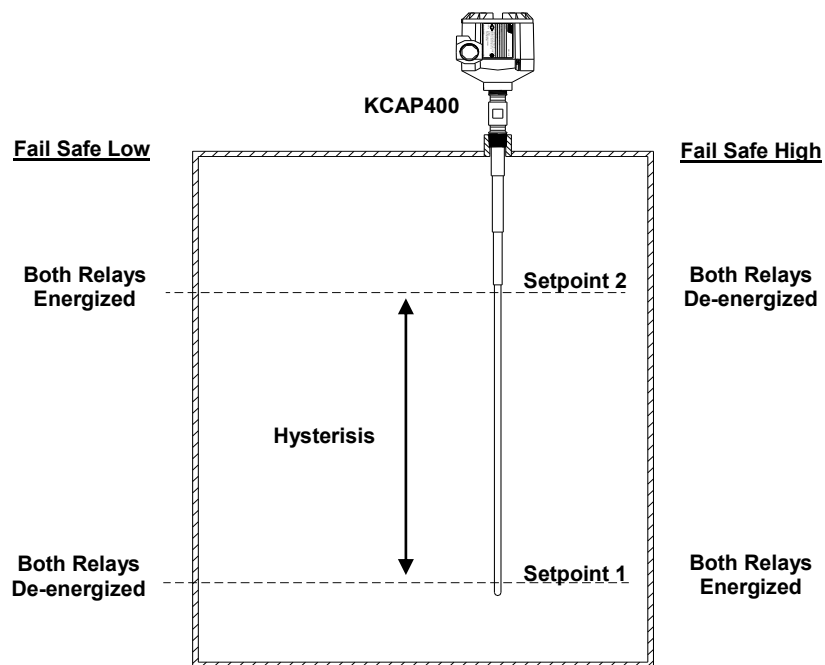 KCAP400
Fail Safe Low
Fail Safe High
Both Relays
Energized
Setpoint 2
Both Relays
De-energized
Hysterisis
Both Relays
De-energized
Setpoint 1
Both Relays
Energized